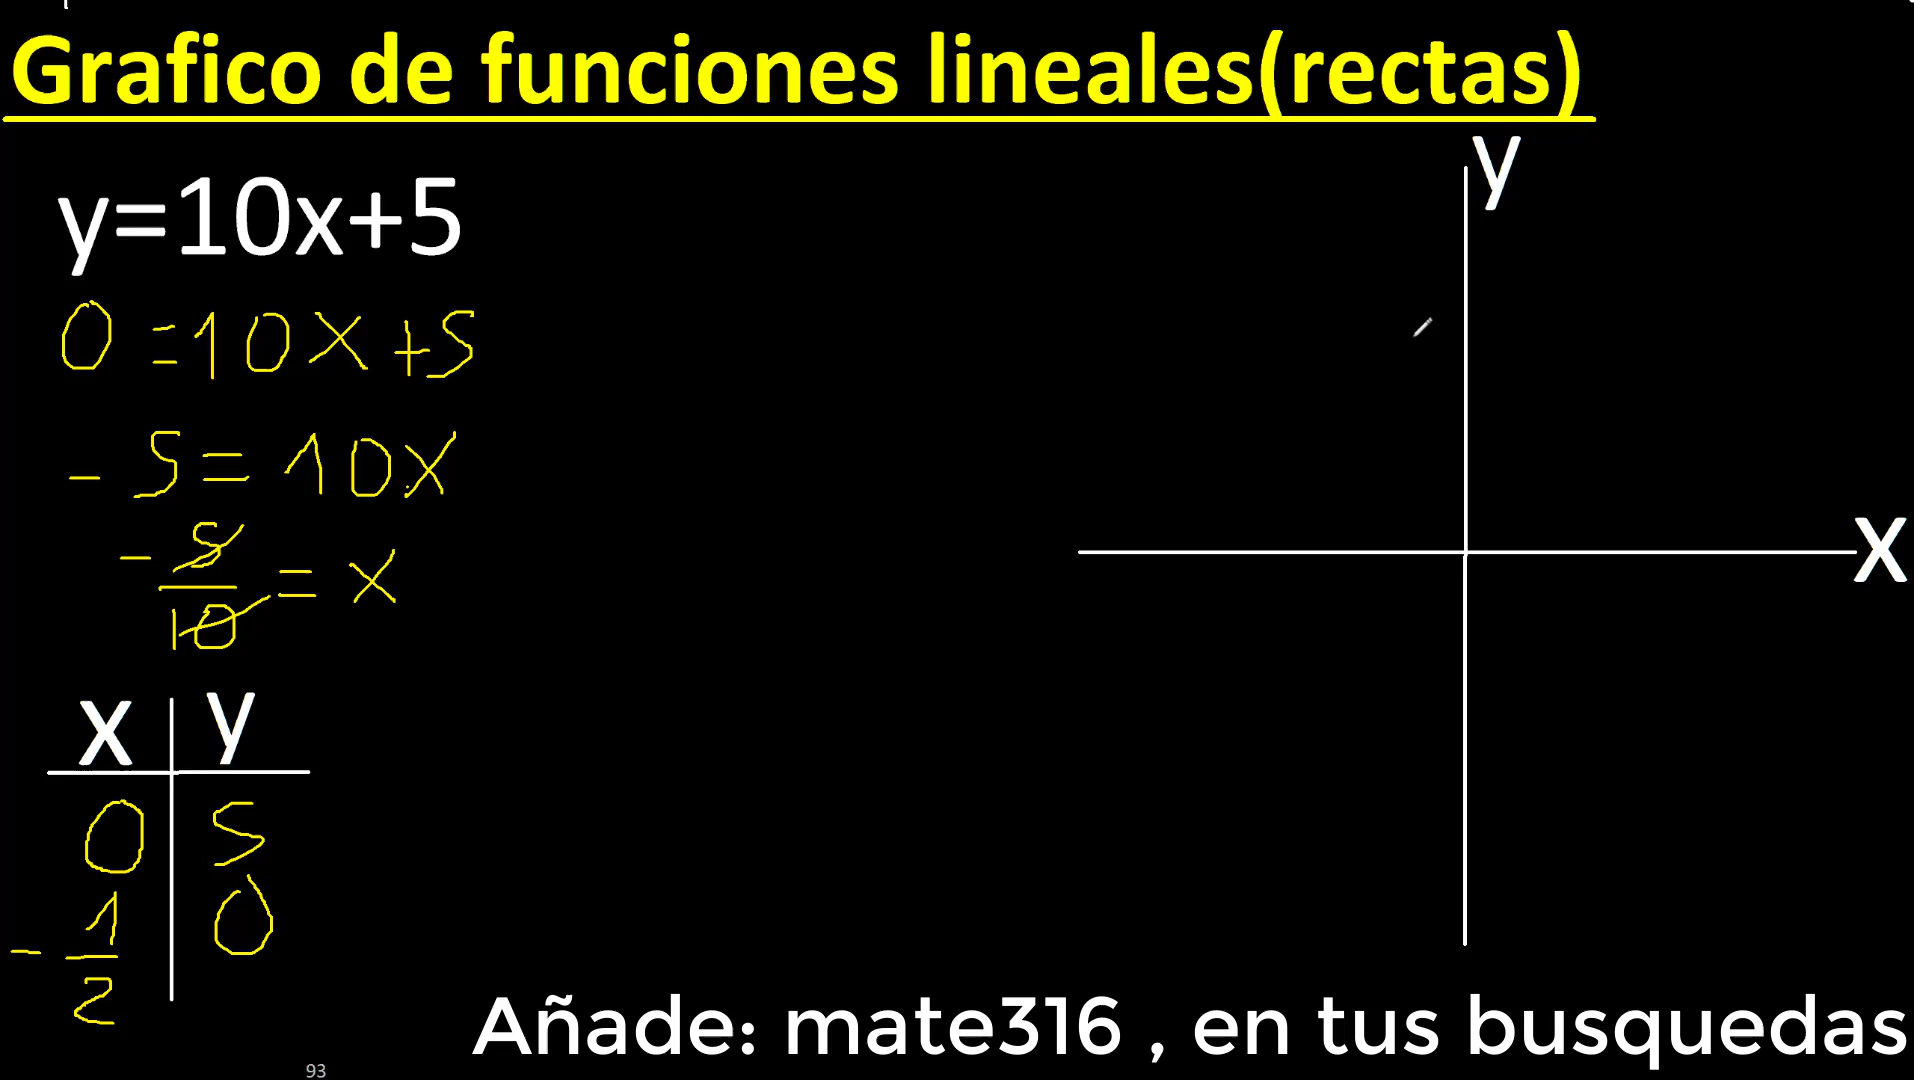 Grafico de funciones lineales(rectas)
y
y=10x+5
0 = 10x+5
- 5 = 10x
x
- 5/10 = x
x y
0 5
- 1/2 0
Añade: mate316 , en tus busquedas
93